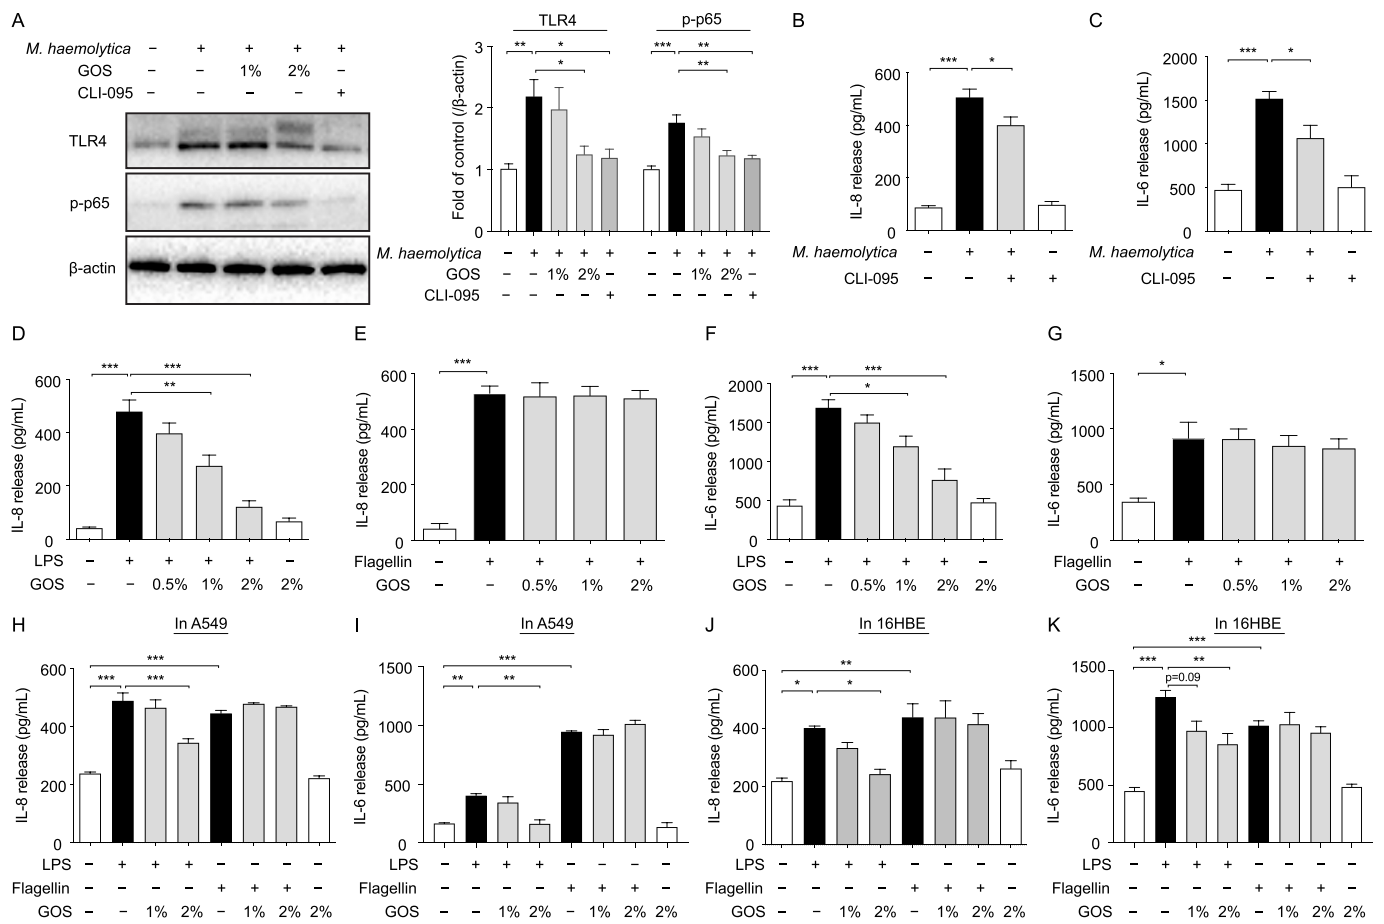 A
M. haemolytica – + + + +
GOS – – 1% 2% –
CLI-095 – – – – +
TLR4
p-p65
β-actin
TLR4 p-p65
** * *** **
* **
Fold of control (/β-actin)
3
2
1
0
M. haemolytica – + + + + – + + + +
GOS – – 1% 2% – – – 1% 2% –
CLI-095 – – – – + – – – – +
B
*** *
IL-8 release (pg/mL)
600
400
200
0
M. haemolytica – + + –
CLI-095 – – + +
C
*** *
IL-6 release (pg/mL)
2000
1500
1000
500
0
M. haemolytica – + + –
CLI-095 – – + +
D
*** ***
**
IL-8 release (pg/mL)
600
400
200
0
LPS – + + + + –
GOS – – 0.5% 1% 2% 2%
E
***
IL-8 release (pg/mL)
600
400
200
0
Flagellin – + + + +
GOS – – 0.5% 1% 2%
F
*** ***
*
IL-6 release (pg/mL)
2000
1500
1000
500
0
LPS – + + + + –
GOS – – 0.5% 1% 2% 2%
G
*
IL-6 release (pg/mL)
1500
1000
500
0
Flagellin – + + + +
GOS – – 0.5% 1% 2%
H
In A549
***
*** ***
IL-8 release (pg/mL)
600
400
200
0
LPS – + + + – – – –
Flagellin – – – – + + + –
GOS – – 1% 2% – 1% 2% 2%
I
In A549
***
** **
IL-6 release (pg/mL)
1500
1000
500
0
– + + + – – – –
– – – – + + + –
– – 1% 2% – 1% 2% 2%
J
In 16HBE
**
* *
IL-8 release (pg/mL)
600
400
200
0
LPS – + + + – – – –
Flagellin – – – – + + + –
GOS – – 1% 2% – 1% 2% 2%
K
In 16HBE
***
*** **
p=0.09
IL-6 release (pg/mL)
1500
1000
500
0
– + + + – – – –
– – – – + + + –
– – 1% 2% – 1% 2% 2%